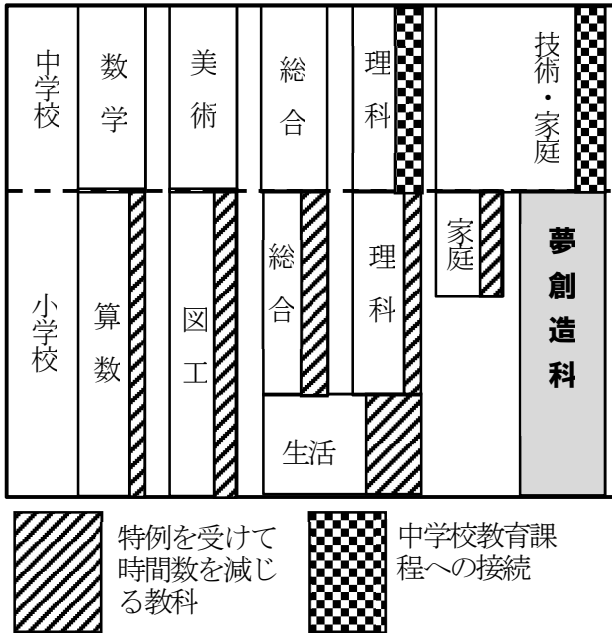 中学校
数学
美術
総合
理科
技術・家庭
小学校
算数
図工
総合
理科
家庭
夢創造科
生活
特例を受けて
時間数を減じ
る教科
中学校教育課
程への接続